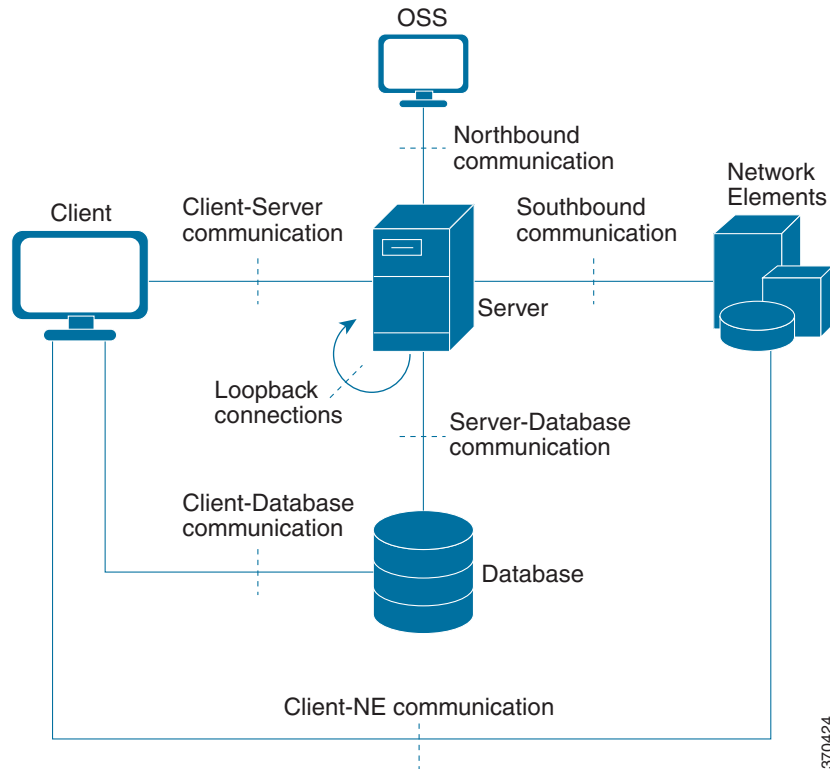 OSS
Northbound
communication
Network
Elements
Client
Client-Server
communication
Southbound
communication
Server
Loopback
connections
Server-Database
communication
Client-Database
communication
Database
Client-NE communication
370424